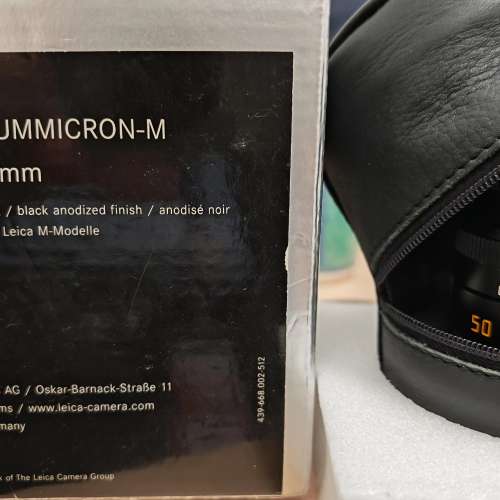 UMMICRON-M
mm
/ black anodized finish / anodisé noir
Leica M-Modelle
AG / Oskar-Barnack-Straße 11
ms / www.leica-camera.com
many
k of The Leica Camera Group
439-668.002-512
50